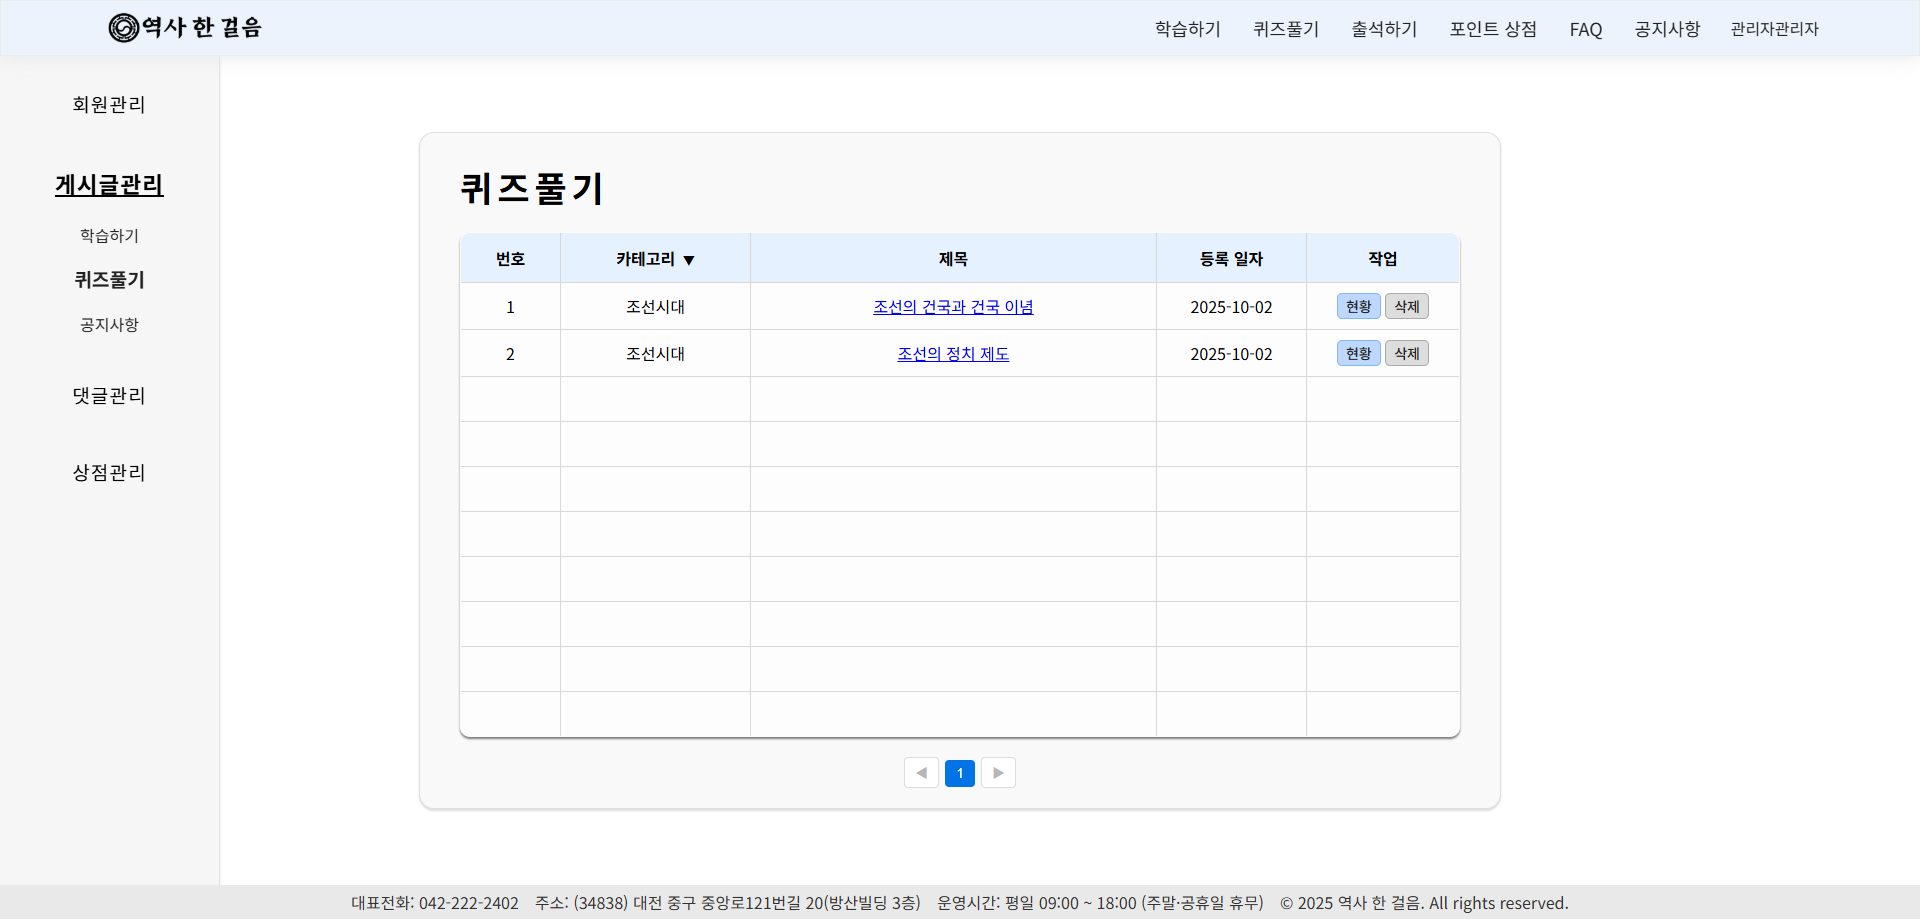 역사 한 걸음 학습하기 퀴즈풀기 출석하기 포인트 상점 FAQ 공지사항 관리자관리자
회원관리
게시글관리
학습하기
퀴즈풀기
공지사항
댓글관리
상점관리
퀴즈풀기
번호 카테고리 ▼ 제목 등록 일자 작업
1 조선시대 조선의 건국과 건국 이념 2025-10-02 현황 삭제
2 조선시대 조선의 정치 제도 2025-10-02 현황 삭제
◀ 1 ▶
대표전화: 042-222-2402 주소: (34838) 대전 중구 중앙로121번길 20(방산빌딩 3층) 운영시간: 평일 09:00 ~ 18:00 (주말·공휴일 휴무) © 2025 역사 한 걸음. All rights reserved.